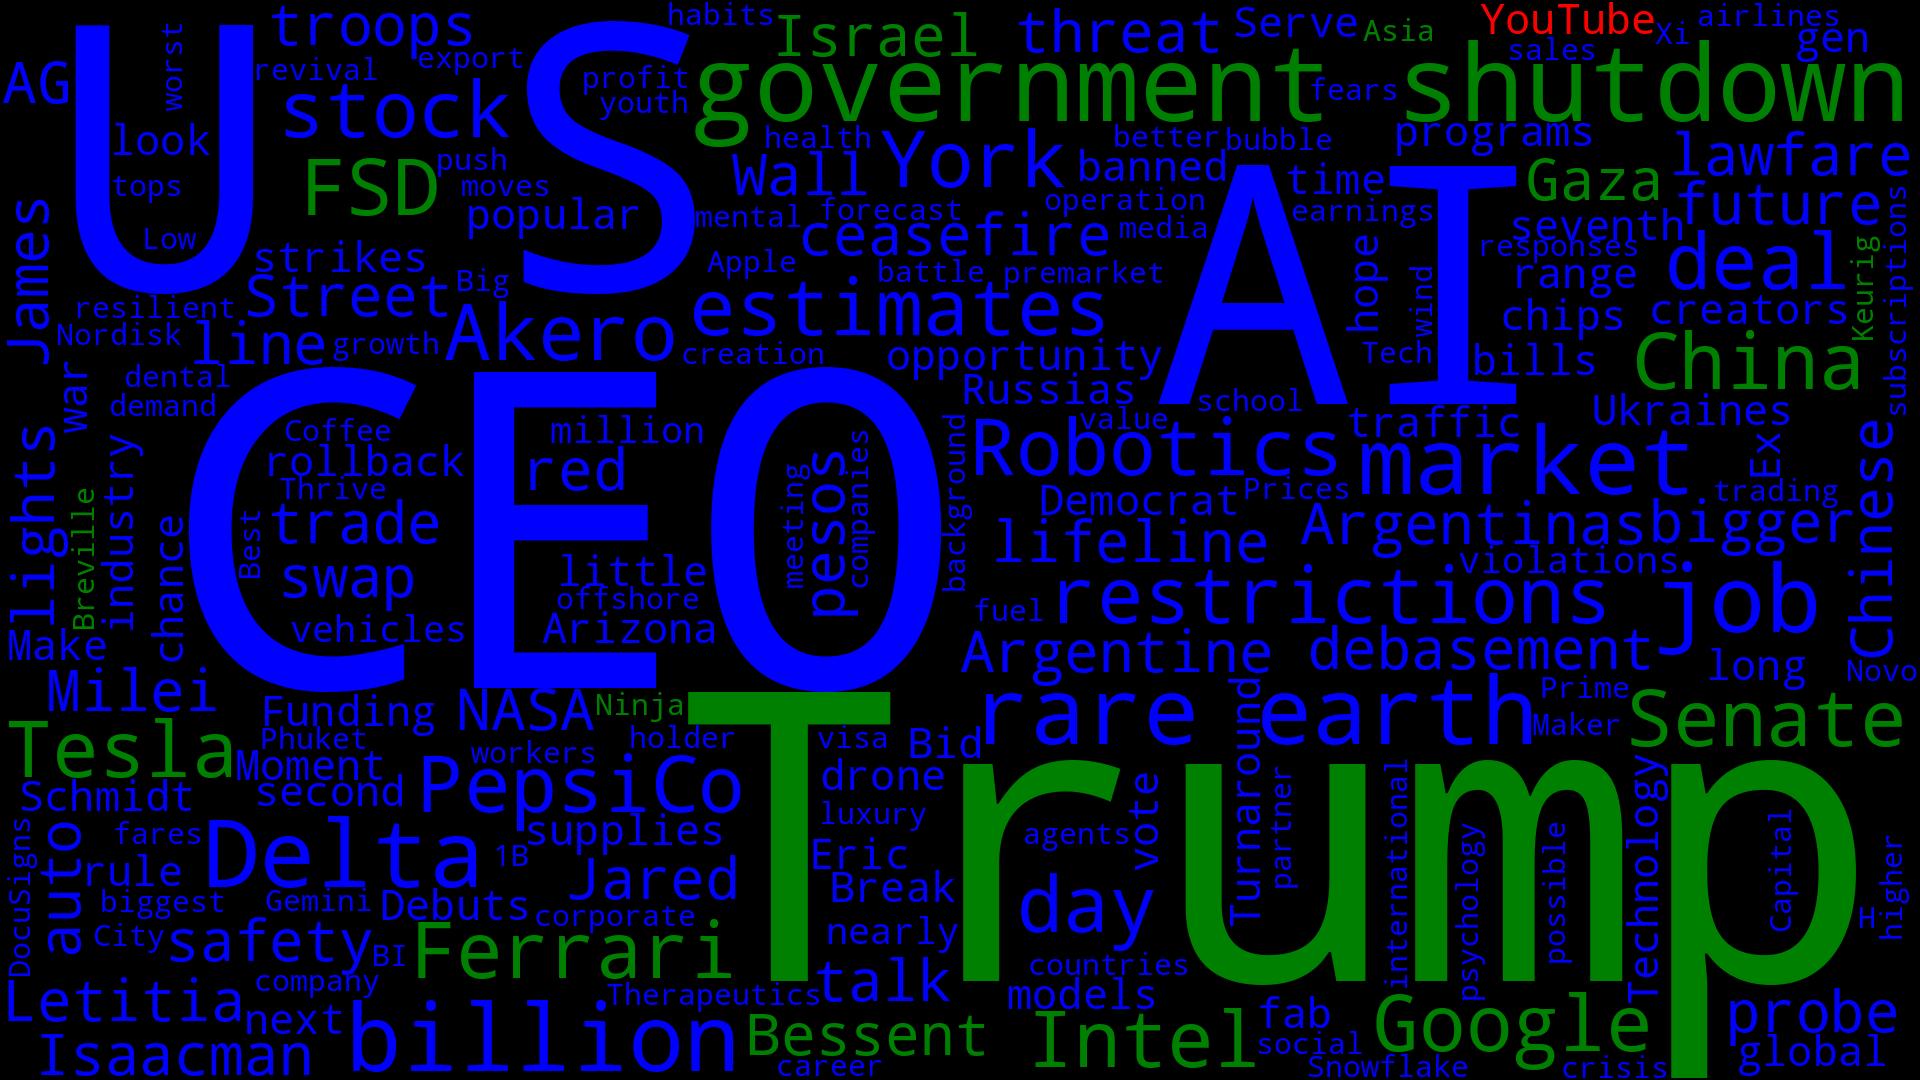 habits
Israel
threat
Serve
Asia
YouTube
Xi
airlines
gen
troops
worst
U
S
AG
revival
export
profit
youth
government
fears
sales
shutdown
stock
look
tops
Low
FSD
push
moves
popular
health
Wall
York
better
bubble
banned
programs
lawfare
time
Gaza
future
mental
forecast
operation
media
earnings
seventh
responses
subscriptions
James
strikes
Street
Big
Apple
ceasefire
battle
premarket
AI
hope
wind
range
deal
Keurig
resilient
Nordisk
line
growth
Akero
estimates
creation
opportunity
Tech
chips
creators
bills
China
war
dental
demand
Russias
school
value
traffic
Ukraines
CEO
Coffee
rollback
Thrive
million
red
meeting
pesos
companies
background
Robotics
market
Ex
Chinese
lights
Breville
industry
chance
Best
trade
swap
vehicles
little
offshore
Arizona
Democrat
Prices
trading
lifeline
Argentinas
bigger
violations
fuel
restrictions
job
Make
Milei
Argentine
debasement
long
Novo
Funding
NASA
Ninja
Trump
rare earth
Turnaround
Prime
Maker
Senate
Tesla
Phuket
Moment
workers
holder
visa
Bid
Schmidt
second
PepsiCo
drone
luxury
vote
partner
international
psychology
possible
Technology
Capital
higher
H
DocuSigns
auto
fares
rule
Delta
1B
supplies
Eric
agents
Jared
Break
day
biggest
Gemini
Debuts
corporate
nearly
City
safety
BI
Ferrari
countries
company
Therapeutics
talk
models
Letitia
next
billion
Bessent
Intel
fab
social
Google
probe
global
Isaacman
career
Snowflake
crisis